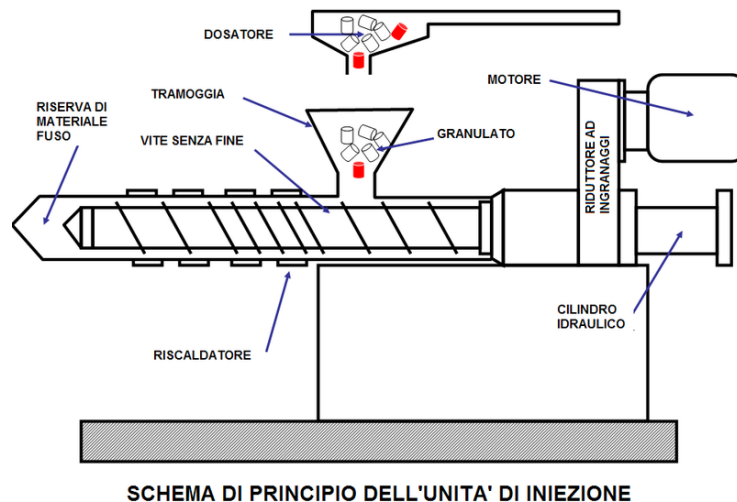 DOSATORE
MOTORE
TRAMOGGIA
RISERVA DI
MATERIALE
FUSO
VITE SENZA FINE
GRANULATO
RIDUTTORE AD
INGRANAGGI
CILINDRO
IDRAULICO
RISCALDATORE
SCHEMA DI PRINCIPIO DELL'UNITA' DI INIEZIONE